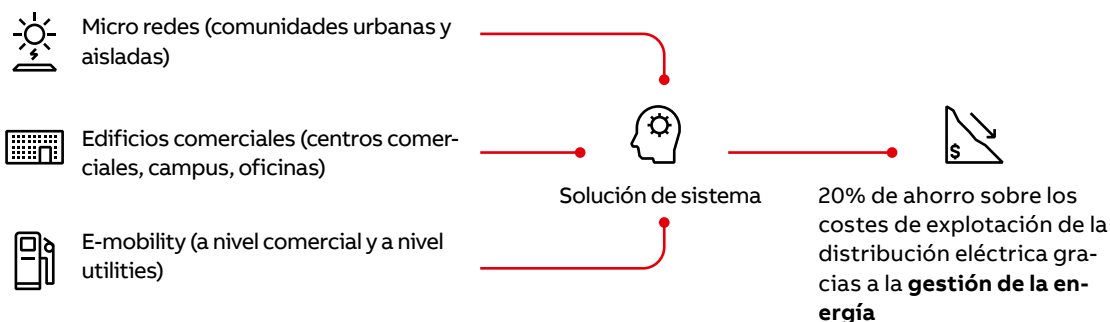 Micro redes (comunidades urbanas y
aisladas)
Edificios comerciales (centros comer-
ciales, campus, oficinas)
E-mobility (a nivel comercial y a nivel
utilities)
Solución de sistema
$
20% de ahorro sobre los
costes de explotación de la
distribución eléctrica gra-
cias a la gestión de la en-
ergía